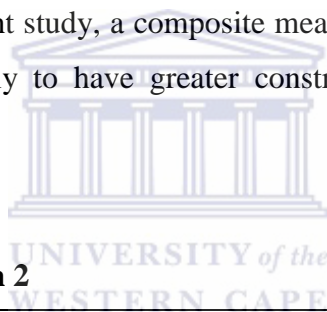 nt study, a composite mea
y to have greater constr
UNIVERSITY of the
n 2
WESTERN CAPE